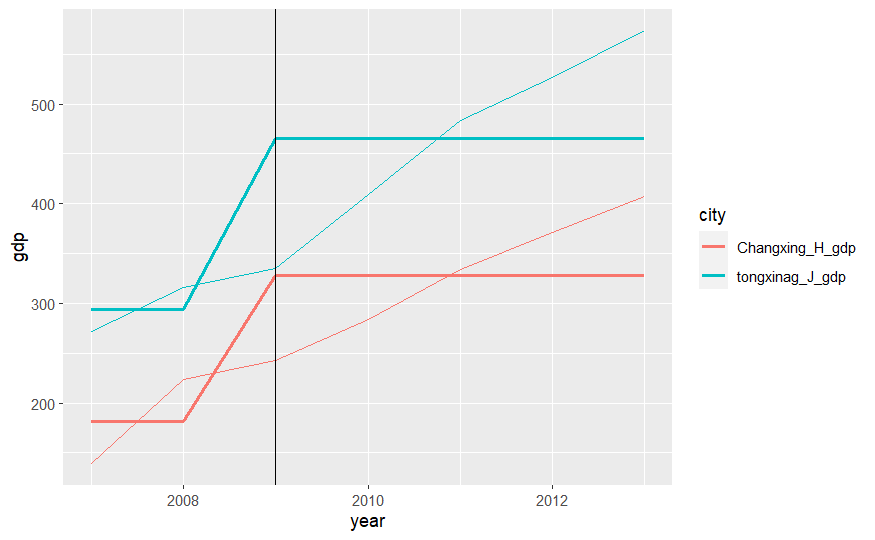 500
400
300
200
gdp
2008 2010 2012
year
city
Changxing_H_gdp
tongxinag_J_gdp